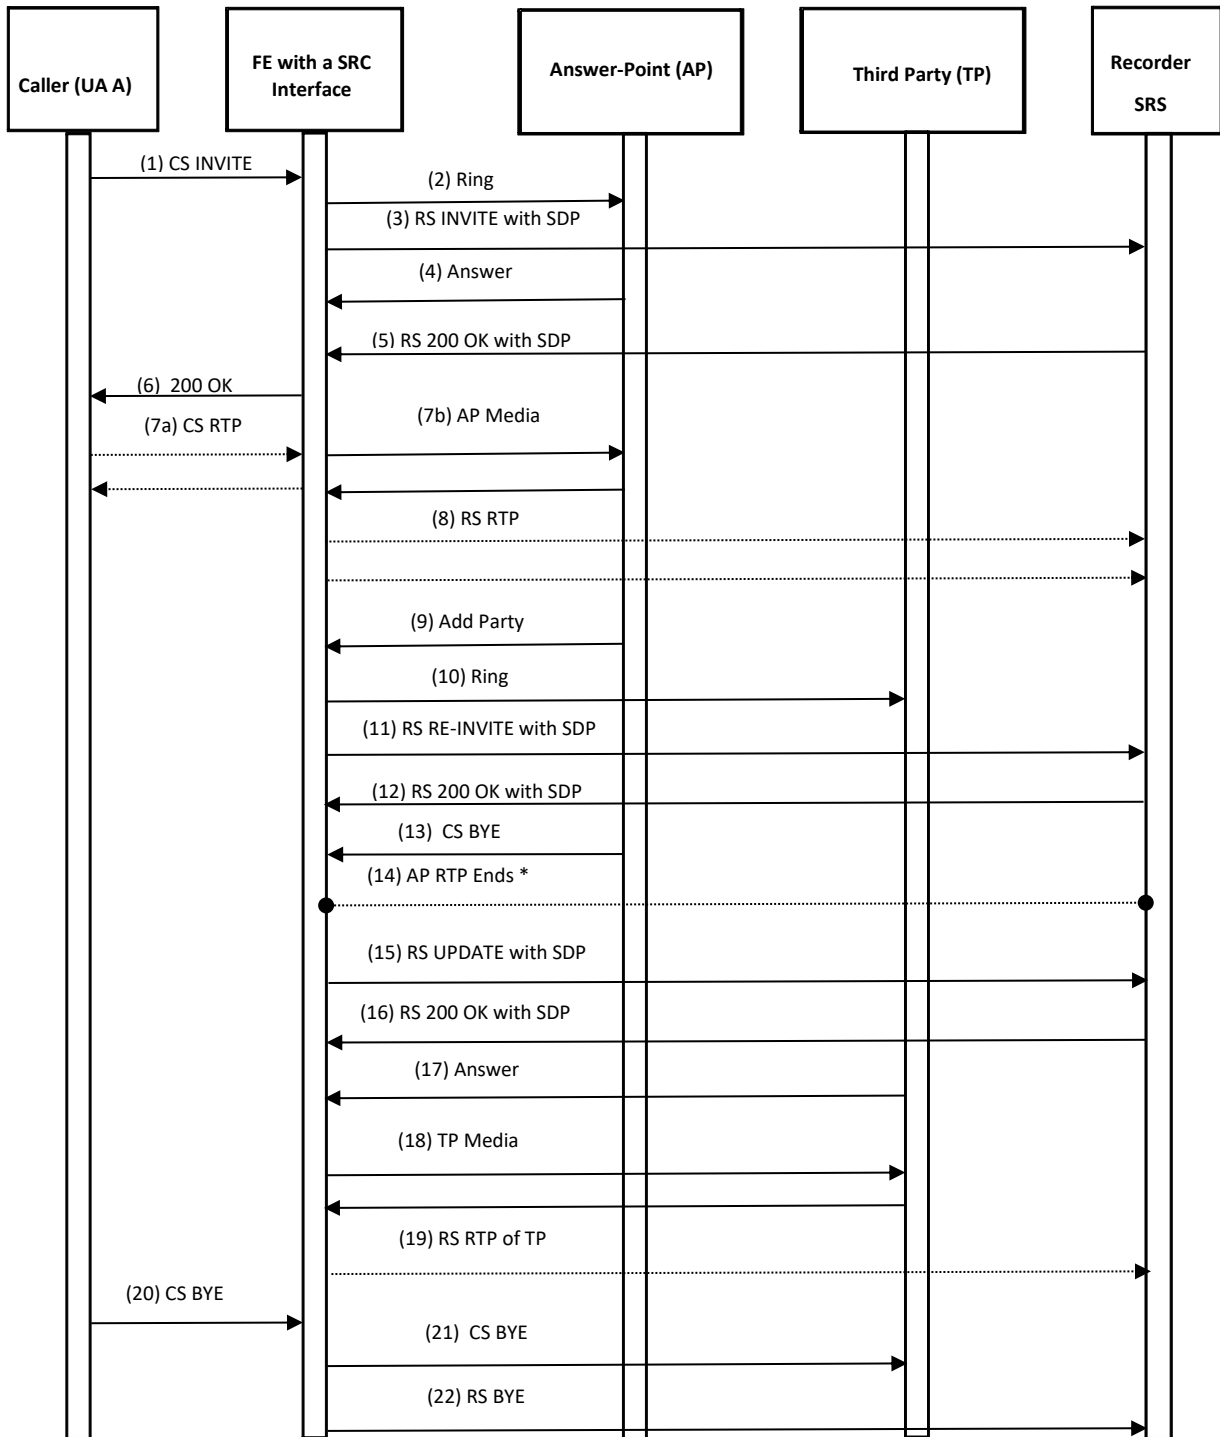 Caller (UA A)
FE with a SRC
Interface
Answer-Point (AP)
Third Party (TP)
Recorder
SRS
(1) CS INVITE
(2) Ring
(3) RS INVITE with SDP
(4) Answer
(5) RS 200 OK with SDP
(6) 200 OK
(7a) CS RTP
(7b) AP Media
(8) RS RTP
(9) Add Party
(10) Ring
(11) RS RE-INVITE with SDP
(12) RS 200 OK with SDP
(13) CS BYE
(14) AP RTP Ends *
(15) RS UPDATE with SDP
(16) RS 200 OK with SDP
(17) Answer
(18) TP Media
(19) RS RTP of TP
(20) CS BYE
(21) CS BYE
(22) RS BYE